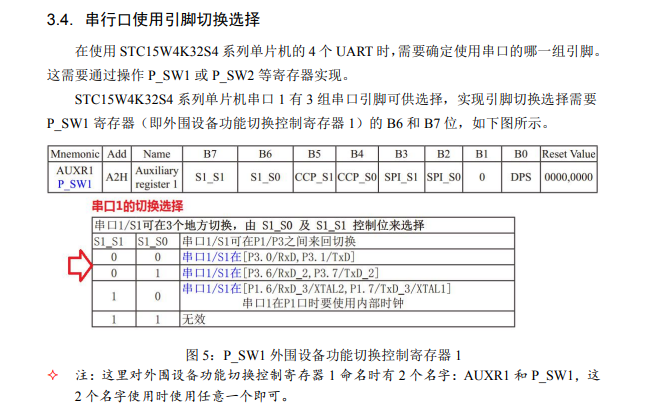 3.4. 串行口使用引脚切换选择
在使用 STC15W4K32S4 系列单片机的 4 个 UART 时,需要确定使用串口的哪一组引脚。
这需要通过操作 P_SW1 或 P_SW2 等寄存器实现。
STC15W4K32S4 系列单片机串口 1 有 3 组串口引脚可供选择，实现引脚切换选择需要
P_SW1 寄存器（即外围设备功能切换控制寄存器 1）的 B6 和 B7 位，如下图所示。
Mnemonic Add Name B7 B6 B5 B4 B3 B2 B1 B0 Reset Value
AUXR1 P_SW1 A2H Auxiliary register 1 S1_S1 S1_S0 CCP_S1 CCP_S0 SPI_S1 SPI_S0 0 DPS 0000,0000
串口1的切换选择
串口1/S1可在3个地方切换，由 S1_S0 及 S1_S1 控制位来选择
S1_S1 S1_S0 串口1/S1可在P1/P3之间来回切换
0 0 串口1/S1在[P3.0/RxD,P3.1/TxD]
0 1 串口1/S1在[P3.6/RxD_2,P3.7/TxD_2]
1 0 串口1/S1在[P1.6/RxD_3/XTAL2,P1.7/TxD_3/XTAL1]
串口1在P1口时要使用内部时钟
1 1 无效
图 5：P_SW1 外围设备功能切换控制寄存器 1
✧ 注：这里对外围设备功能切换控制寄存器 1 命名时有 2 个名字：AUXR1 和 P_SW1，这
2 个名字使用时使用任意一个即可。